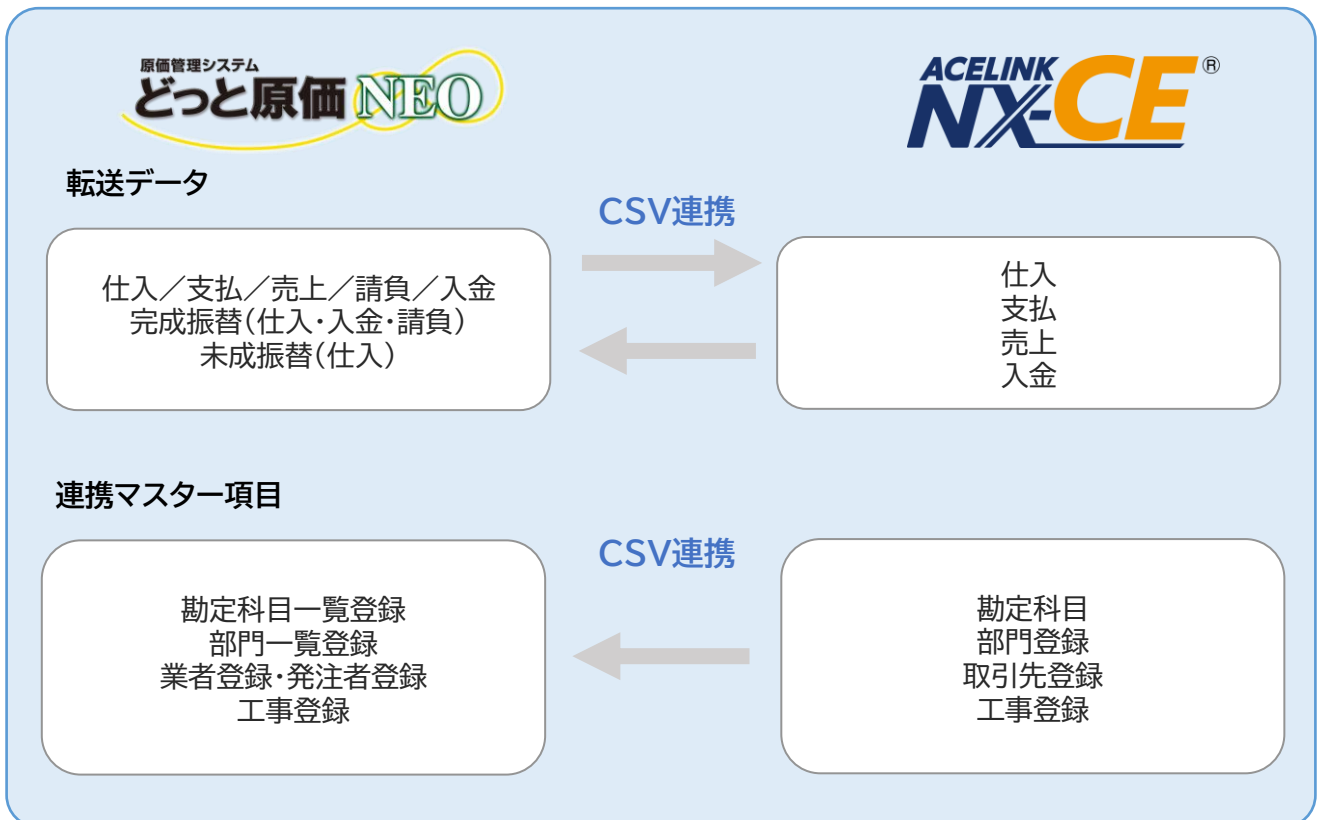 原価管理システム
どっと原価NEO
ACELINK
NX-CE®
転送データ
CSV連携
仕入／支払／売上／請負／入金
完成振替(仕入・入金・請負)
未成振替(仕入)
仕入
支払
売上
入金
連携マスター項目
CSV連携
勘定科目一覧登録
部門一覧登録
業者登録・発注者登録
工事登録
勘定科目
部門登録
取引先登録
工事登録